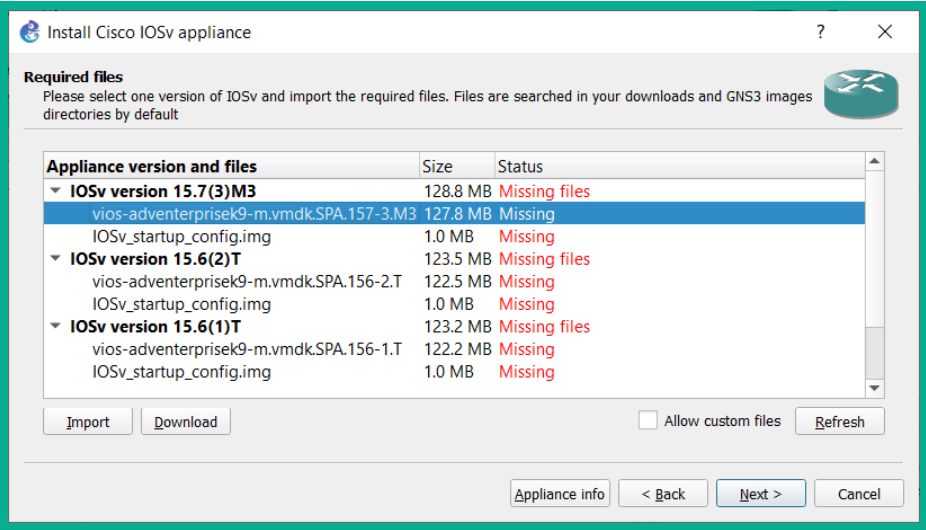 Install Cisco IOSv appliance ?
Required files
Please select one version of IOSv and import the required files. Files are searched in your downloads and GNS3 images
directories by default
Appliance version and files Size Status
IOSv version 15.7(3)M3 128.8 MB Missing files
vios-adventerprisek9-m.vmdk.SPA.157-3.M3 127.8 MB Missing
IOSv_startup_config.img 1.0 MB Missing
IOSv version 15.6(2)T 123.5 MB Missing files
vios-adventerprisek9-m.vmdk.SPA.156-2.T 122.5 MB Missing
IOSv_startup_config.img 1.0 MB Missing
IOSv version 15.6(1)T 123.2 MB Missing files
vios-adventerprisek9-m.vmdk.SPA.156-1.T 122.2 MB Missing
IOSv_startup_config.img 1.0 MB Missing
Import Download Allow custom files Refresh
Appliance info < Back Next > Cancel